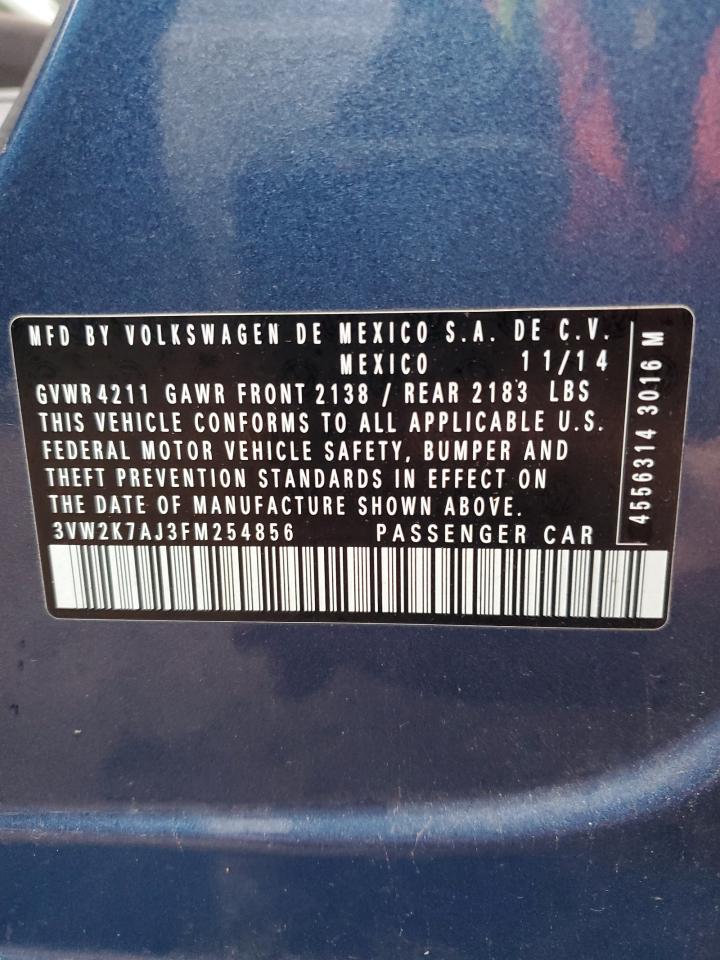 MFD BY VOLKSWAGEN DE MEXICO S.A. DE C.V.
MEXICO 11/14
GVWR 4211 GAWR FRONT 2138 / REAR 2183 LBS
THIS VEHICLE CONFORMS TO ALL APPLICABLE U.S.
FEDERAL MOTOR VEHICLE SAFETY, BUMPER AND
THEFT PREVENTION STANDARDS IN EFFECT ON
THE DATE OF MANUFACTURE SHOWN ABOVE.
3VW2K7AJ3FM254856 PASSENGER CAR
4556314 3016 M